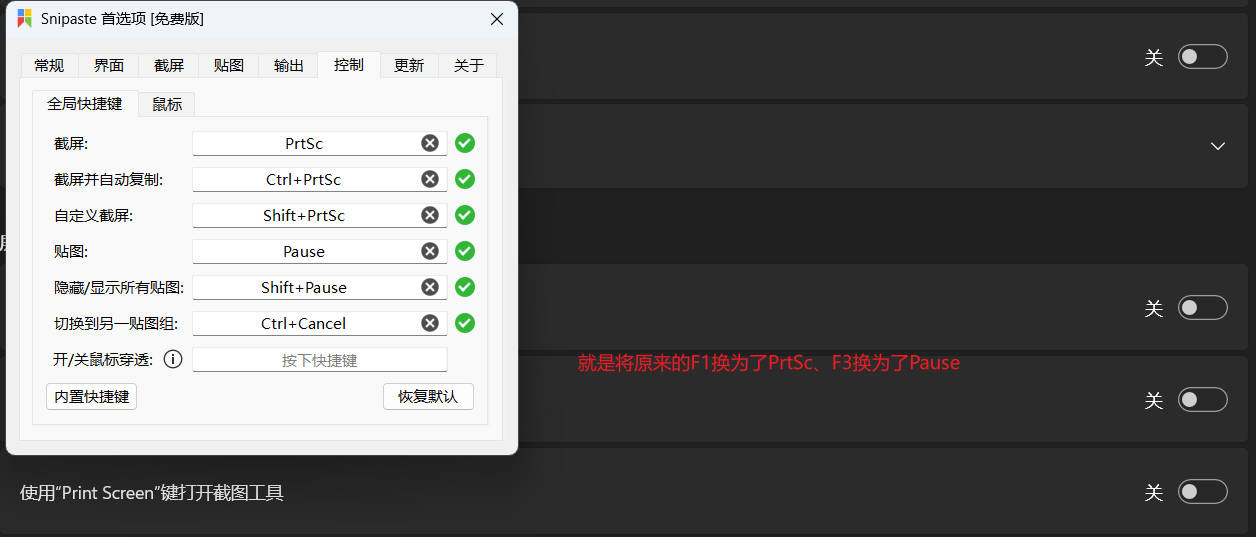 Snipaste 首选项 [免费版]
常规 界面 截屏 贴图 输出 控制 更新 关于
全局快捷键 鼠标
截屏: PrtSc
截屏并自动复制: Ctrl+PrtSc
自定义截屏: Shift+PrtSc
贴图: Pause
隐藏/显示所有贴图: Shift+Pause
切换到另一贴图组: Ctrl+Cancel
开/关鼠标穿透: 按下快捷键
内置快捷键 恢复默认
关
关
就是将原来的F1换为了PrtSc、F3换为了Pause
关
使用“Print Screen”键打开截图工具 关